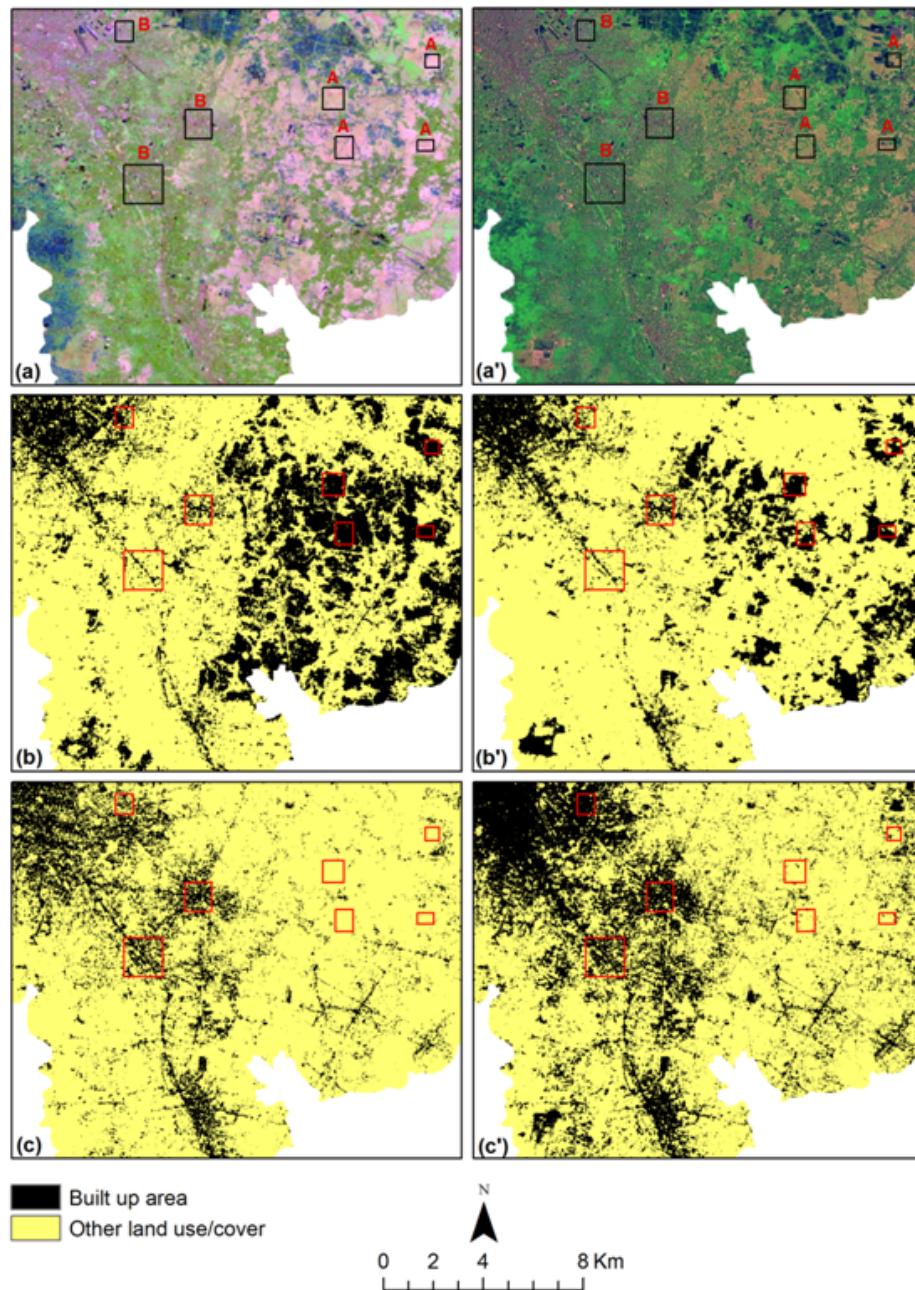 B
A
A
B
A
A
B
(a)
B
A
A
B
A
A
B
(a')
(b)
(b')
(c)
(c')
Built up area
Other land use/cover
N
0 2 4 8 Km